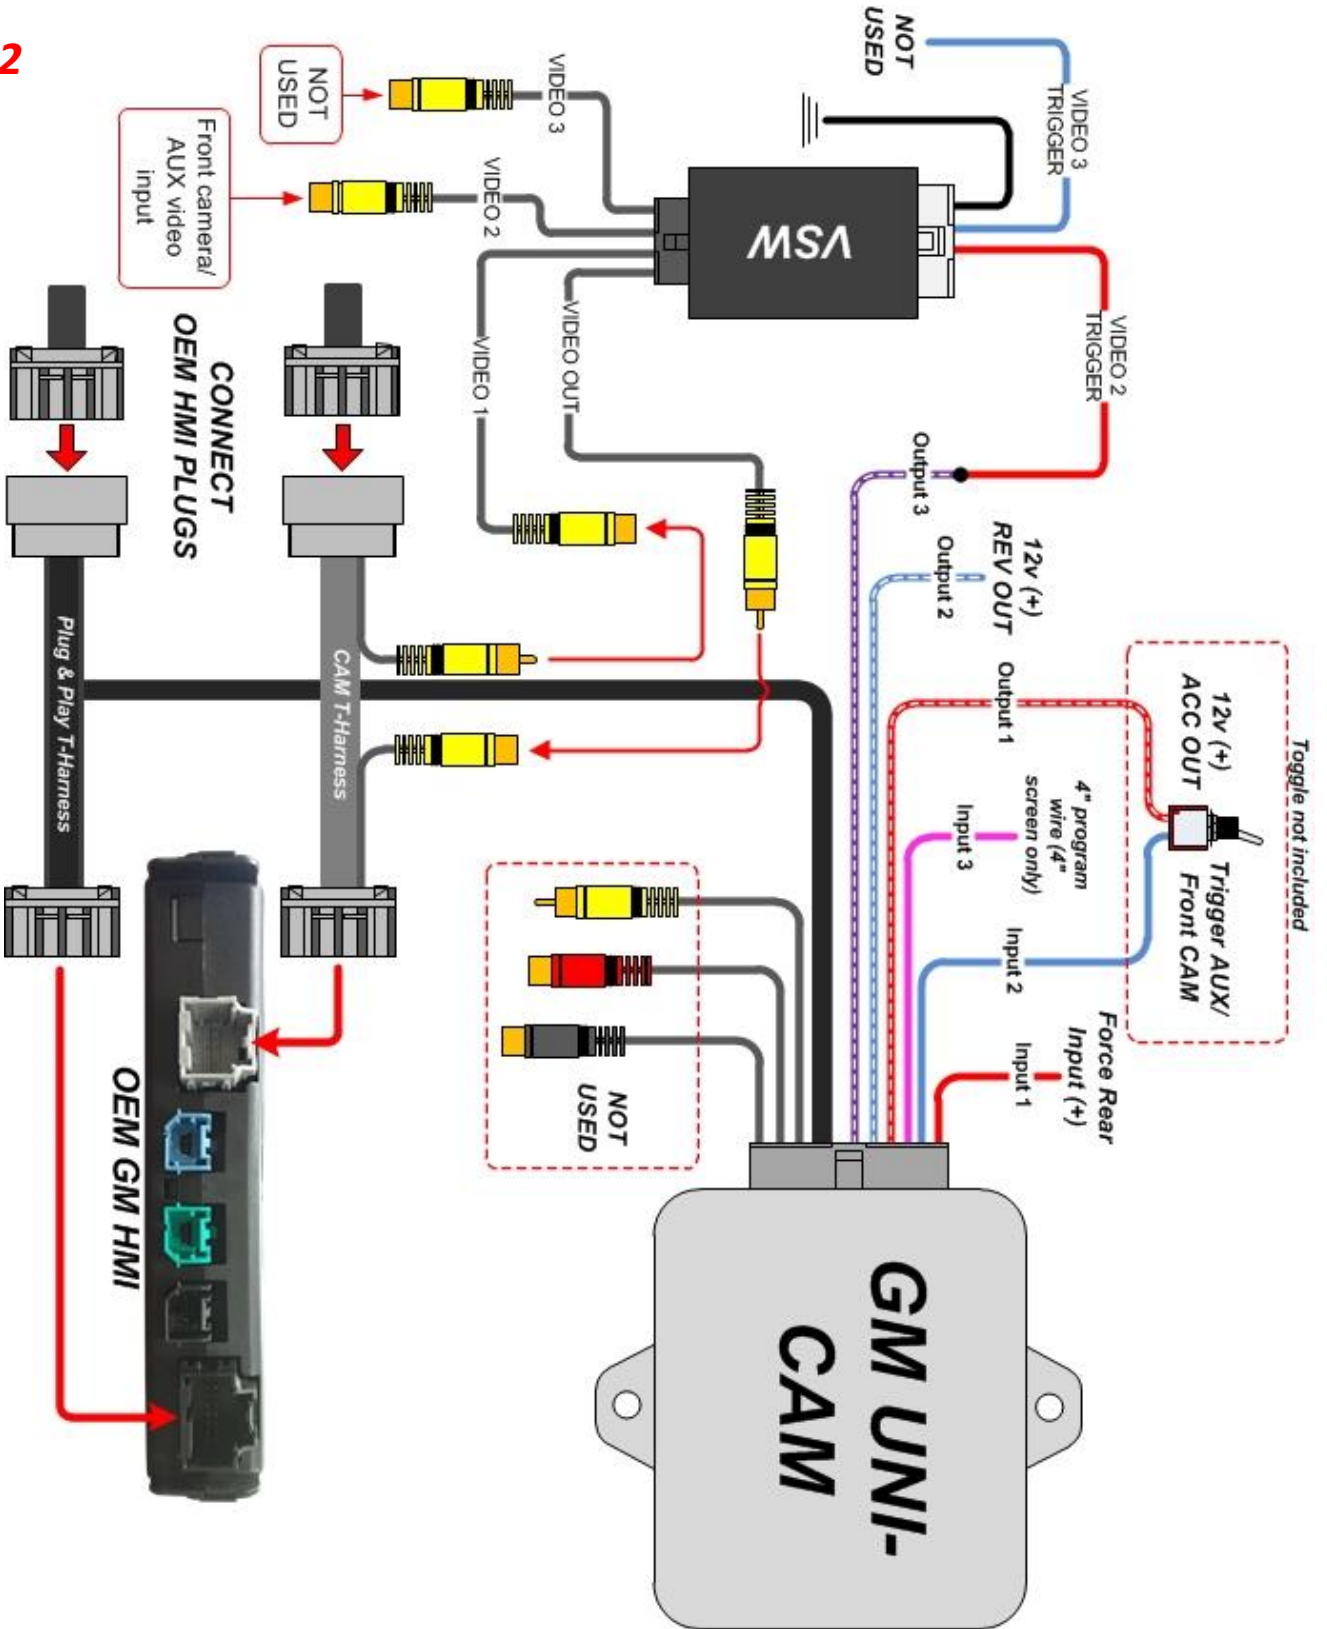 2
NOT
USED
VIDEO 3
TRIGGER
VIDEO 3
NOT
USED
Front camera/
AUX video
input
VIDEO 2
VSW
VIDEO 2
TRIGGER
VIDEO OUT
VIDEO 1
CONNECT
OEM HMI PLUGS
Output 3
12v (+)
REV OUT
Output 2
Toggle not included
12v (+)
ACC OUT
Output 1
Trigger AUX/
Front CAM
4" program
wire (4"
screen only)
Input 3
Input 2
Force Rear
Input (+)
Input 1
CAM T-Harness
Plug & Play T-Harness
NOT
USED
OEM GM HMI
GM UNI-
CAM